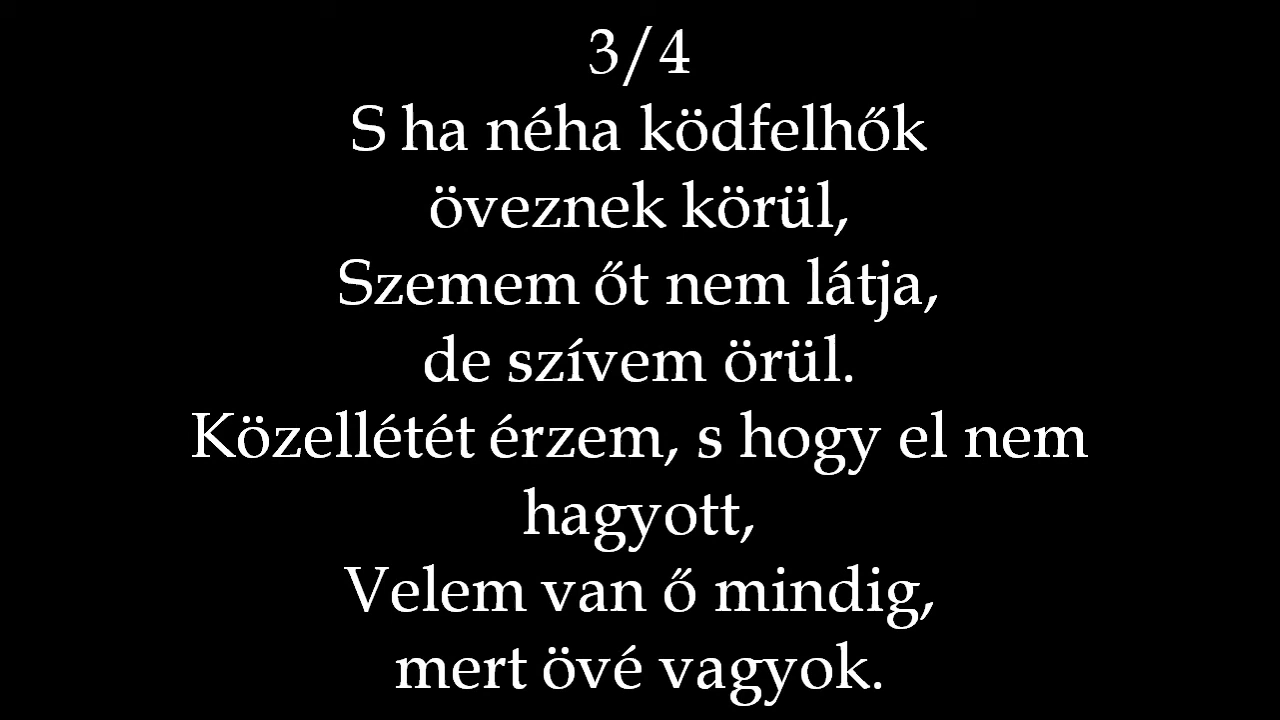 3/4
S ha néha ködfelhők
öveznek körül,
Szemem őt nem látja,
de szívem örül.
Közellétét érzem, s hogy el nem
hagyott,
Velem van ő mindig,
mert övé vagyok.